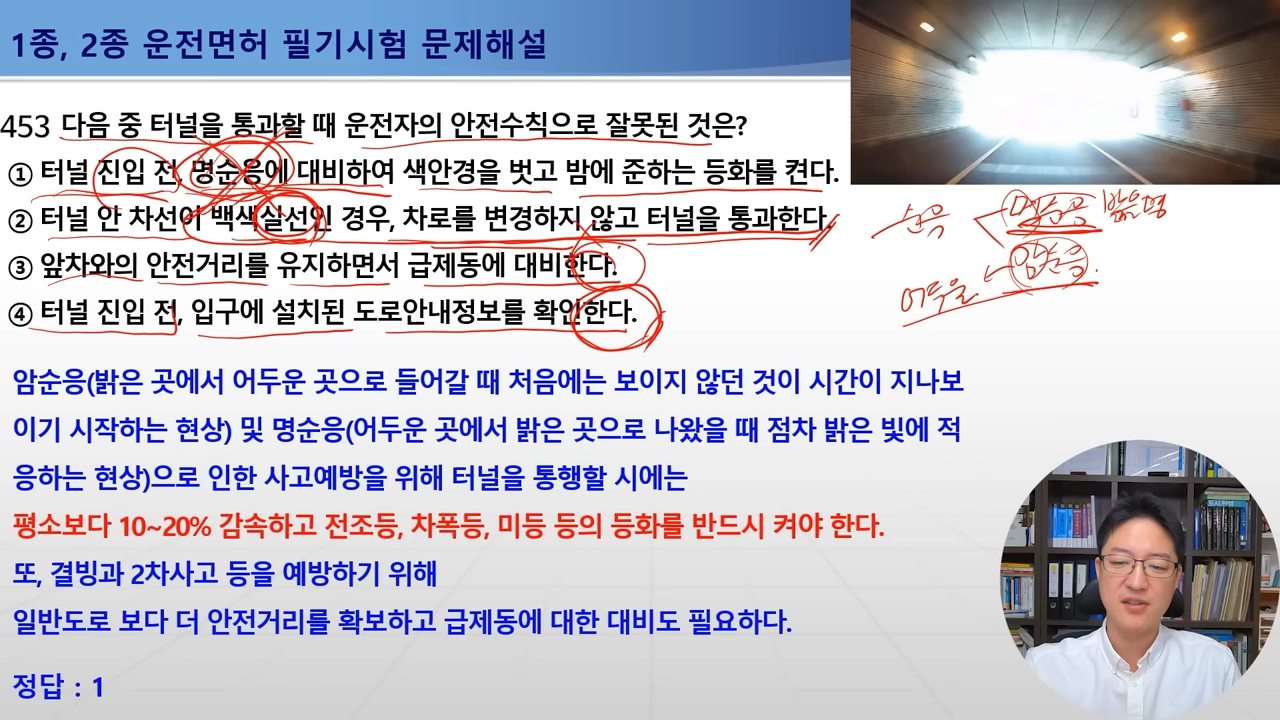 1종, 2종 운전면허 필기시험 문제해설
453 다음 중 터널을 통과할 때 운전자의 안전수칙으로 잘못된 것은?
① 터널 진입 전, 명순응에 대비하여 색안경을 벗고 밤에 준하는 등화를 켠다.
② 터널 안 차선이 백색실선인 경우, 차로를 변경하지 않고 터널을 통과한다.
③ 앞차와의 안전거리를 유지하면서 급제동에 대비한다.
④ 터널 진입 전, 입구에 설치된 도로안내정보를 확인한다.
순응
암순응
어두울
암순응(밝은 곳에서 어두운 곳으로 들어갈 때 처음에는 보이지 않던 것이 시간이 지나보
이기 시작하는 현상) 및 명순응(어두운 곳에서 밝은 곳으로 나왔을 때 점차 밝은 빛에 적
응하는 현상)으로 인한 사고예방을 위해 터널을 통행할 시에는
평소보다 10~20% 감속하고 전조등, 차폭등, 미등 등의 등화를 반드시 켜야 한다.
또, 결빙과 2차사고 등을 예방하기 위해
일반도로 보다 더 안전거리를 확보하고 급제동에 대한 대비도 필요하다.
정답 : 1